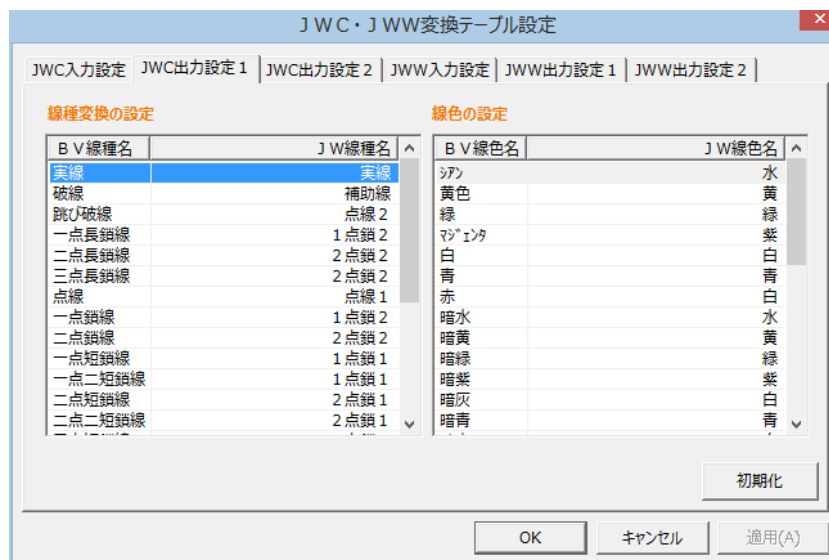 ＪＷＣ・ＪＷＷ変換テーブル設定
JWC入力設定 JWC出力設定１ JWC出力設定２ JWW入力設定 JWW出力設定１ JWW出力設定２
線種変換の設定
ＢＶ線種名 ＪＷ線種名
実線 実線
破線 補助線
跳び破線 点線２
一点長鎖線 １点鎖２
二点長鎖線 ２点鎖２
三点長鎖線 ２点鎖２
点線 点線１
一点鎖線 １点鎖２
二点鎖線 ２点鎖２
一点短鎖線 １点鎖１
一点二短鎖線 １点鎖１
二点短鎖線 ２点鎖１
二点二短鎖線 ２点鎖１
線色の設定
ＢＶ線色名 ＪＷ線色名
ｼｱﾝ 水
黄色 黄
緑 緑
ﾏｼﾞｪﾝﾀ 紫
白 白
青 青
赤 白
暗水 水
暗黄 黄
暗緑 緑
暗紫 紫
暗灰 白
暗青 青
初期化
OK キャンセル 適用(A)